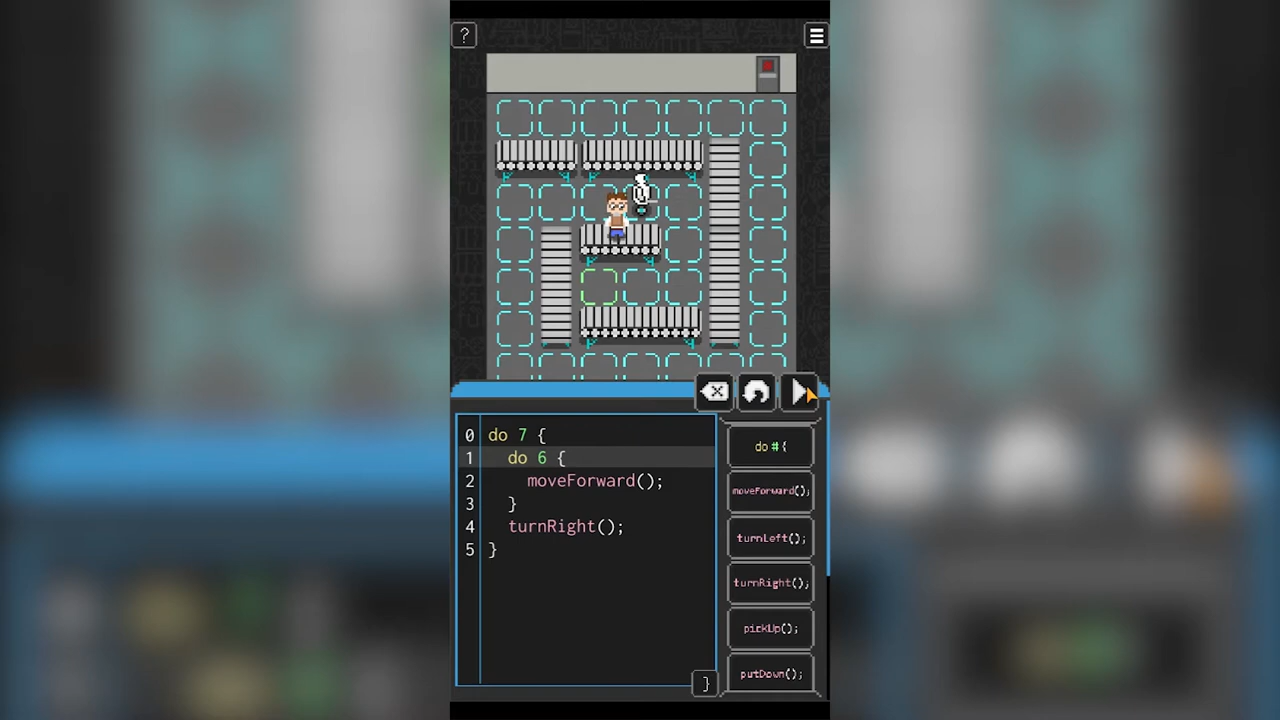 ?
0 do 7 {
1 do 6 {
2 moveForward();
3 }
4 turnRight();
5 }
}
do # {
moveForward();
turnLeft();
turnRight();
pickUp();
putDown();